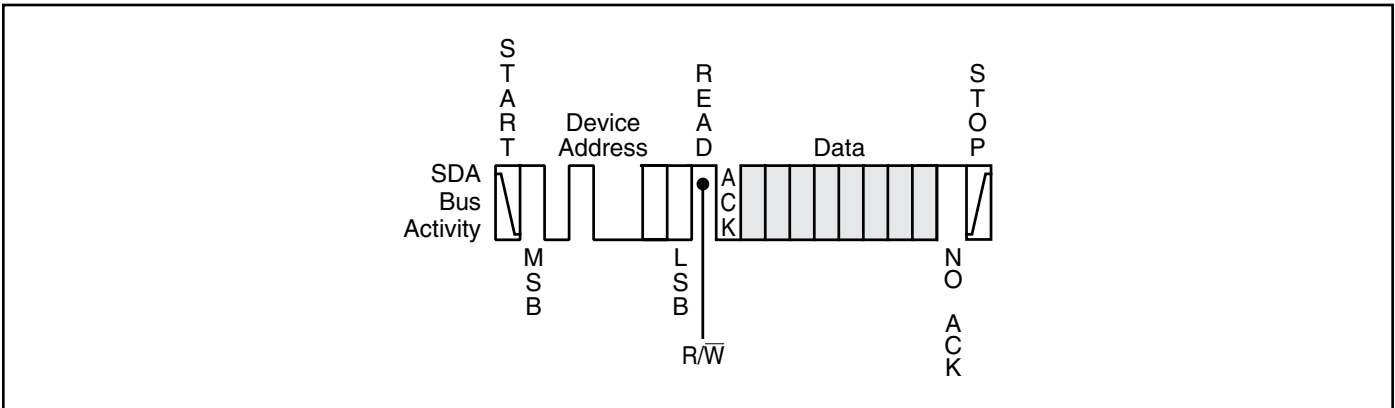 START
READ
STOP
Device
Address
Data
SDA
Bus
Activity
ACK
MSB
LSB
NO ACK
R/W̅